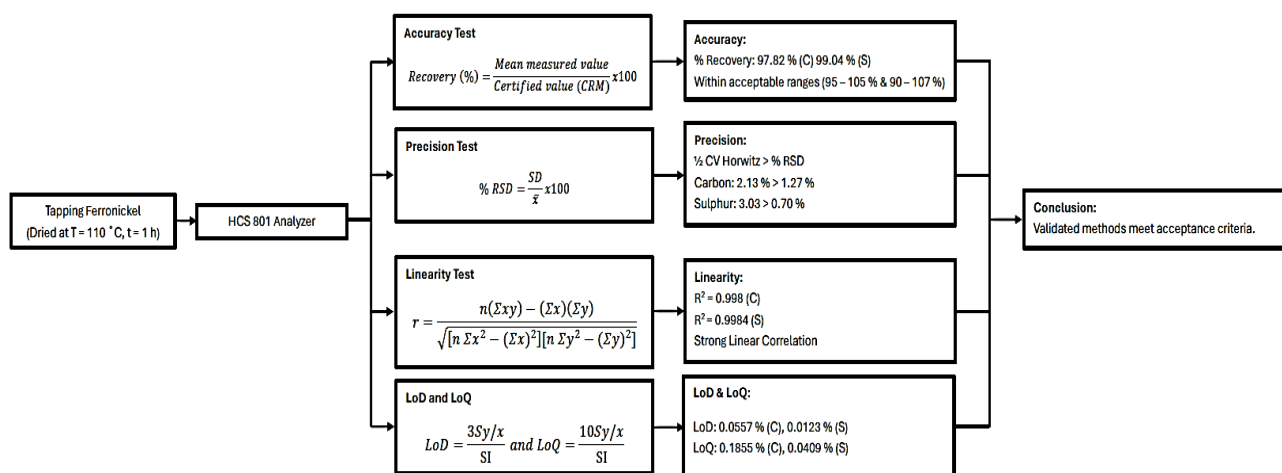 Tapping Ferronickel
(Dried at T = 110 ˚C, t = 1 h)
HCS 801 Analyzer
Accuracy Test
Recovery (%) = Mean measured value / Certified value (CRM) x100
Precision Test
% RSD = SD / x̄ x100
Linearity Test
r = n(Σxy) − (Σx)(Σy) / √[n Σx² − (Σx)²][n Σy² − (Σy)²]
LoD and LoQ
LoD = 3Sy/x / SI and LoQ = 10Sy/x / SI
Accuracy:
% Recovery: 97.82 % (C) 99.04 % (S)
Within acceptable ranges (95 – 105 % & 90 – 107 %)
Precision:
½ CV Horwitz > % RSD
Carbon: 2.13 % > 1.27 %
Sulphur: 3.03 > 0.70 %
Linearity:
R² = 0.998 (C)
R² = 0.9984 (S)
Strong Linear Correlation
LoD & LoQ:
LoD: 0.0557 % (C), 0.0123 % (S)
LoQ: 0.1855 % (C), 0.0409 % (S)
Conclusion:
Validated methods meet acceptance criteria.